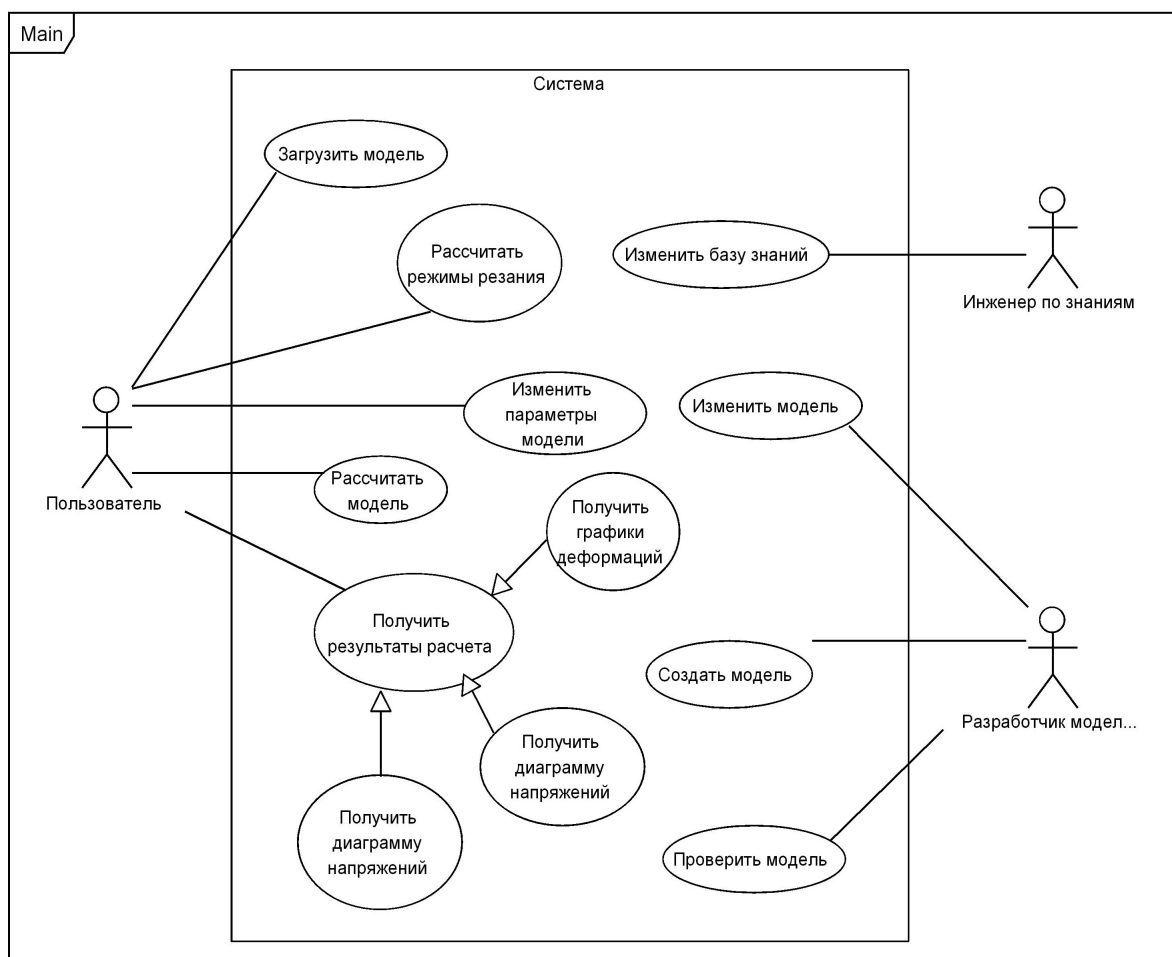 Main
Система
Загрузить модель
Рассчитать
режимы резания
Изменить базу знаний
Инженер по знаниям
Изменить
параметры
модели
Изменить модель
Пользователь
Рассчитать
модель
Получить
графики
деформаций
Получить
результаты расчета
Создать модель
Разработчик модел...
Получить
диаграмму
напряжений
Получить
диаграмму
напряжений
Проверить модель